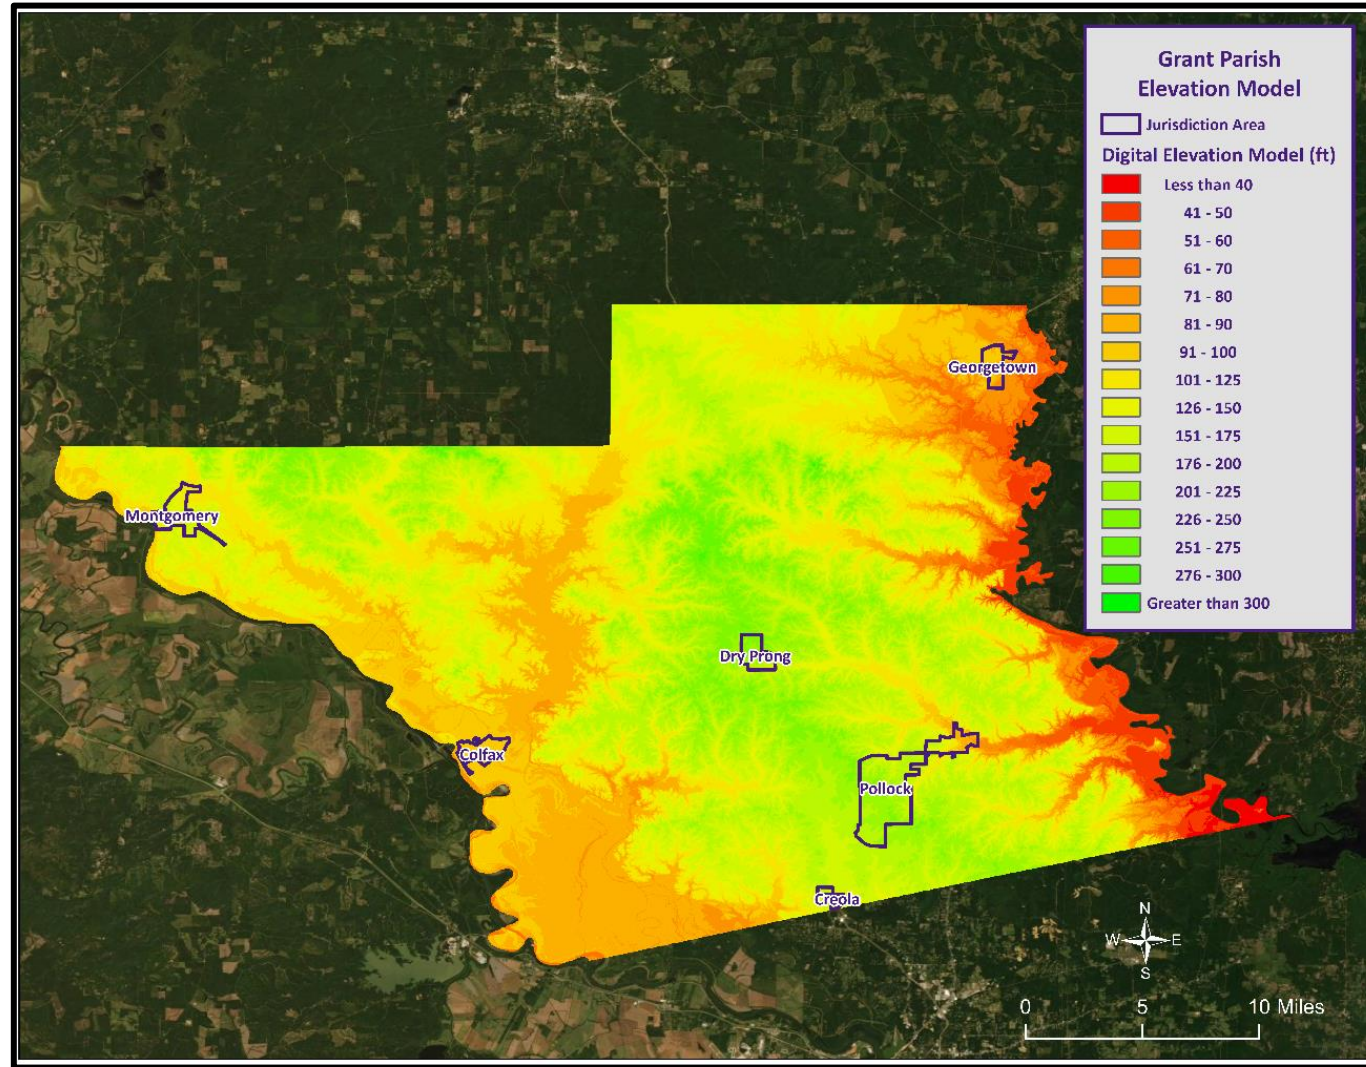 Grant Parish
Elevation Model
Jurisdiction Area
Digital Elevation Model (ft)
Less than 40
41 - 50
51 - 60
61 - 70
71 - 80
81 - 90
91 - 100
101 - 125
126 - 150
151 - 175
176 - 200
201 - 225
226 - 250
251 - 275
276 - 300
Greater than 300
Georgetown
Montgomery
Dry Prong
Colfax
Pollock
Creola
N
W E
S
0 5 10 Miles